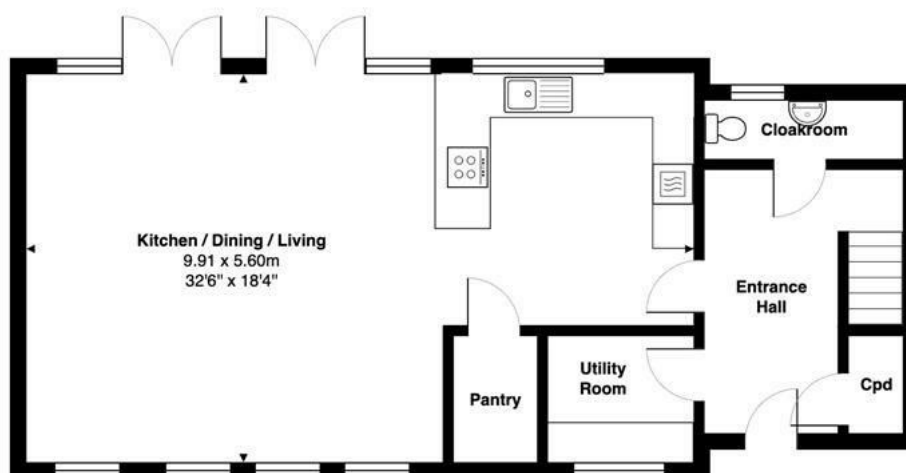 Cloakroom
Kitchen / Dining / Living
9.91 x 5.60m
32'6" x 18'4"
Entrance
Hall
Utility
Room
Pantry
Cpd